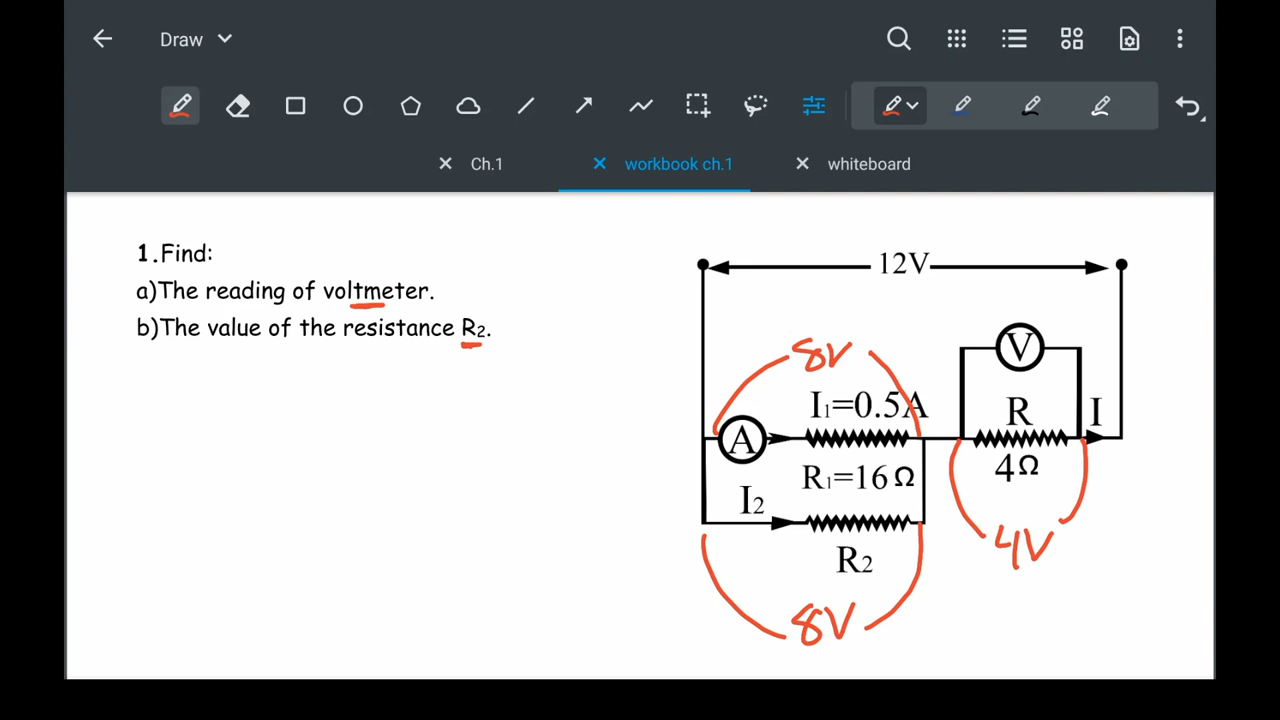 Draw
Ch.1
workbook ch.1
whiteboard
1.Find:
a)The reading of voltmeter.
b)The value of the resistance R₂.
12V
8V
V
I₁=0.5A
R
I
A
R₁=16 Ω
4Ω
I₂
R₂
4V
8V